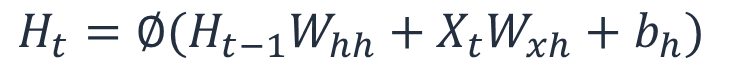 H_t = ∅(H_{t−1}W_{hh} + X_tW_{xh} + b_h)